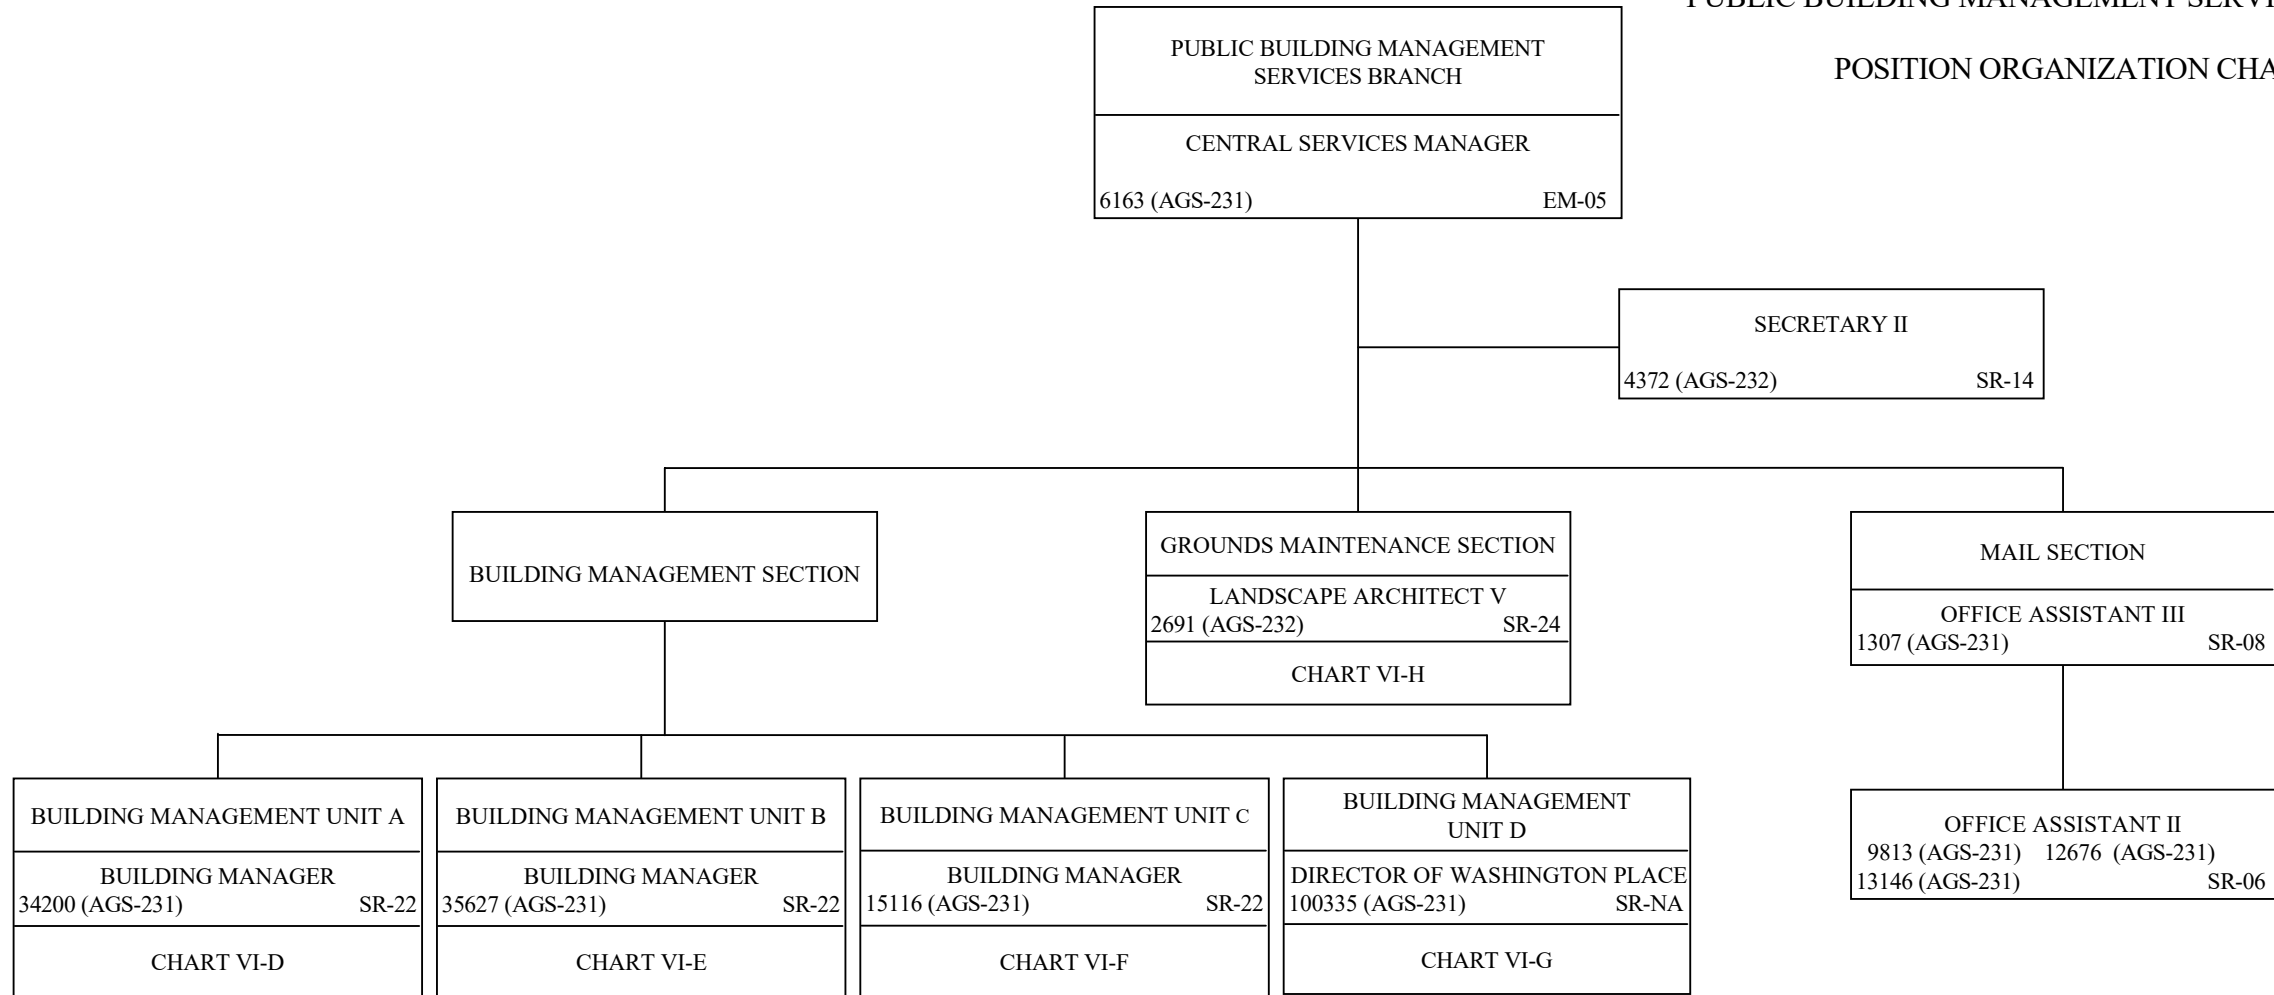 PUBLIC BUILDING MANAGEMENT
POSITION ORGANIZATION
PUBLIC BUILDING MANAGEMENT
SERVICES BRANCH
CENTRAL SERVICES MANAGER
6163 (AGS-231) EM-05
SECRETARY II
4372 (AGS-232) SR-14
BUILDING MANAGEMENT SECTION
GROUNDS MAINTENANCE SECTION
LANDSCAPE ARCHITECT V
2691 (AGS-232) SR-24
CHART VI-H
MAIL SECTION
OFFICE ASSISTANT III
1307 (AGS-231) SR-08
BUILDING MANAGEMENT UNIT A
BUILDING MANAGER
34200 (AGS-231) SR-22
CHART VI-D
BUILDING MANAGEMENT UNIT B
BUILDING MANAGER
35627 (AGS-231) SR-22
CHART VI-E
BUILDING MANAGEMENT UNIT C
BUILDING MANAGER
15116 (AGS-231) SR-22
CHART VI-F
BUILDING MANAGEMENT
UNIT D
DIRECTOR OF WASHINGTON PLACE
100335 (AGS-231) SR-NA
CHART VI-G
OFFICE ASSISTANT II
9813 (AGS-231) 12676 (AGS-231)
13146 (AGS-231) SR-06